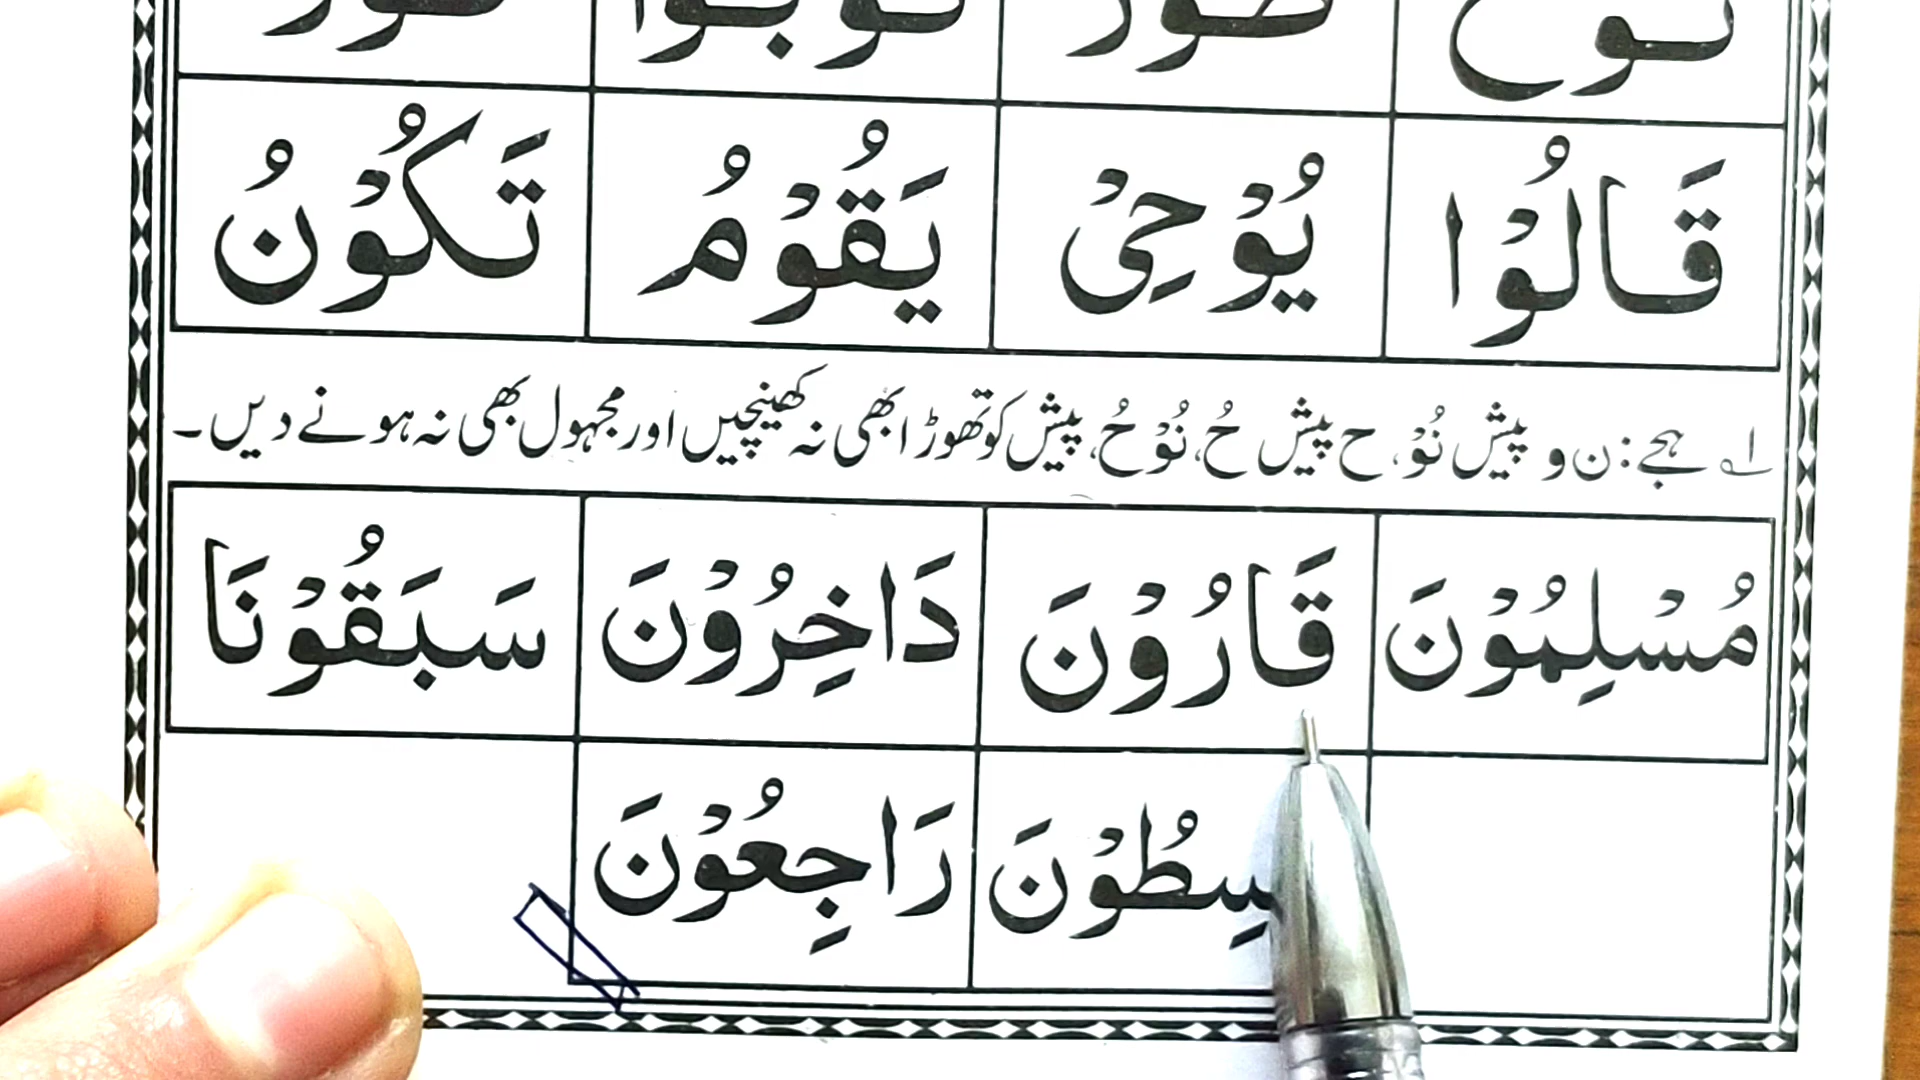 قَالُوْا يُوْحِىْ يَقُوْمُ تَكُوْنُ
۱؎ ہجے: ن و پیش نُوْ، ح پیش حُ، نُوْحُ، پیش کو تھوڑا بھی نہ کھینچیں اور مجہول بھی نہ ہونے دیں۔
مُسْلِمُوْنَ قَارُوْنَ دَاخِرُوْنَ سَبَقُوْنَا
رَاجِعُوْنَ